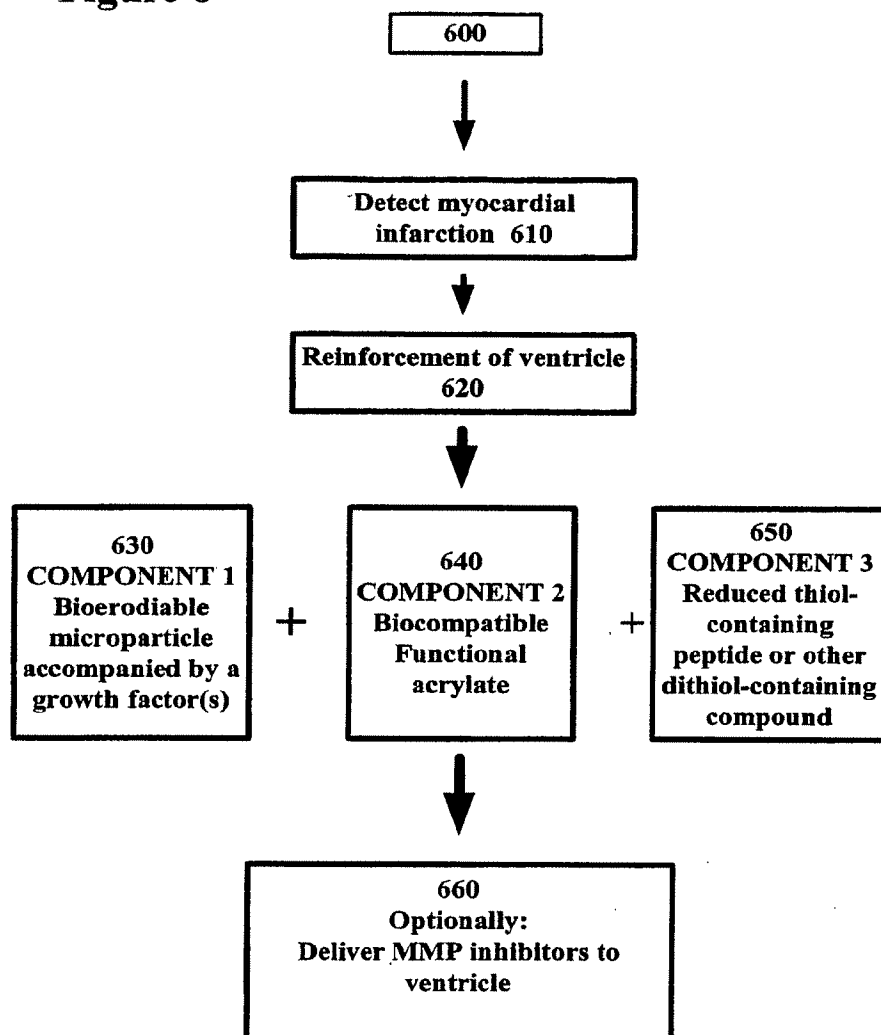 600
Detect myocardial
infarction 610
Reinforcement of ventricle
620
630
COMPONENT 1
Bioerodiable
microparticle
accompanied by a
growth factor(s)
+
640
COMPONENT 2
Biocompatible
Functional
acrylate
+
650
COMPONENT 3
Reduced thiol-
containing
peptide or other
dithiol-containing
compound
660
Optionally:
Deliver MMP inhibitors to
ventricle